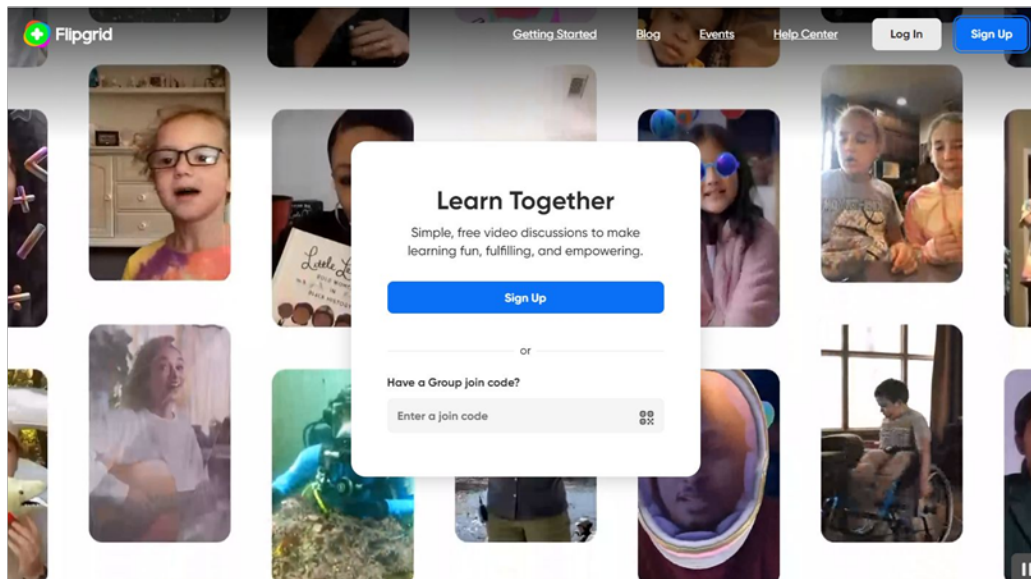 Flipgrid
Getting Started
Blog
Events
Help Center
Log In
Sign Up
Learn Together
Simple, free video discussions to make
learning fun, fulfilling, and empowering.
Sign Up
or
Have a Group join code?
Enter a join code
Little